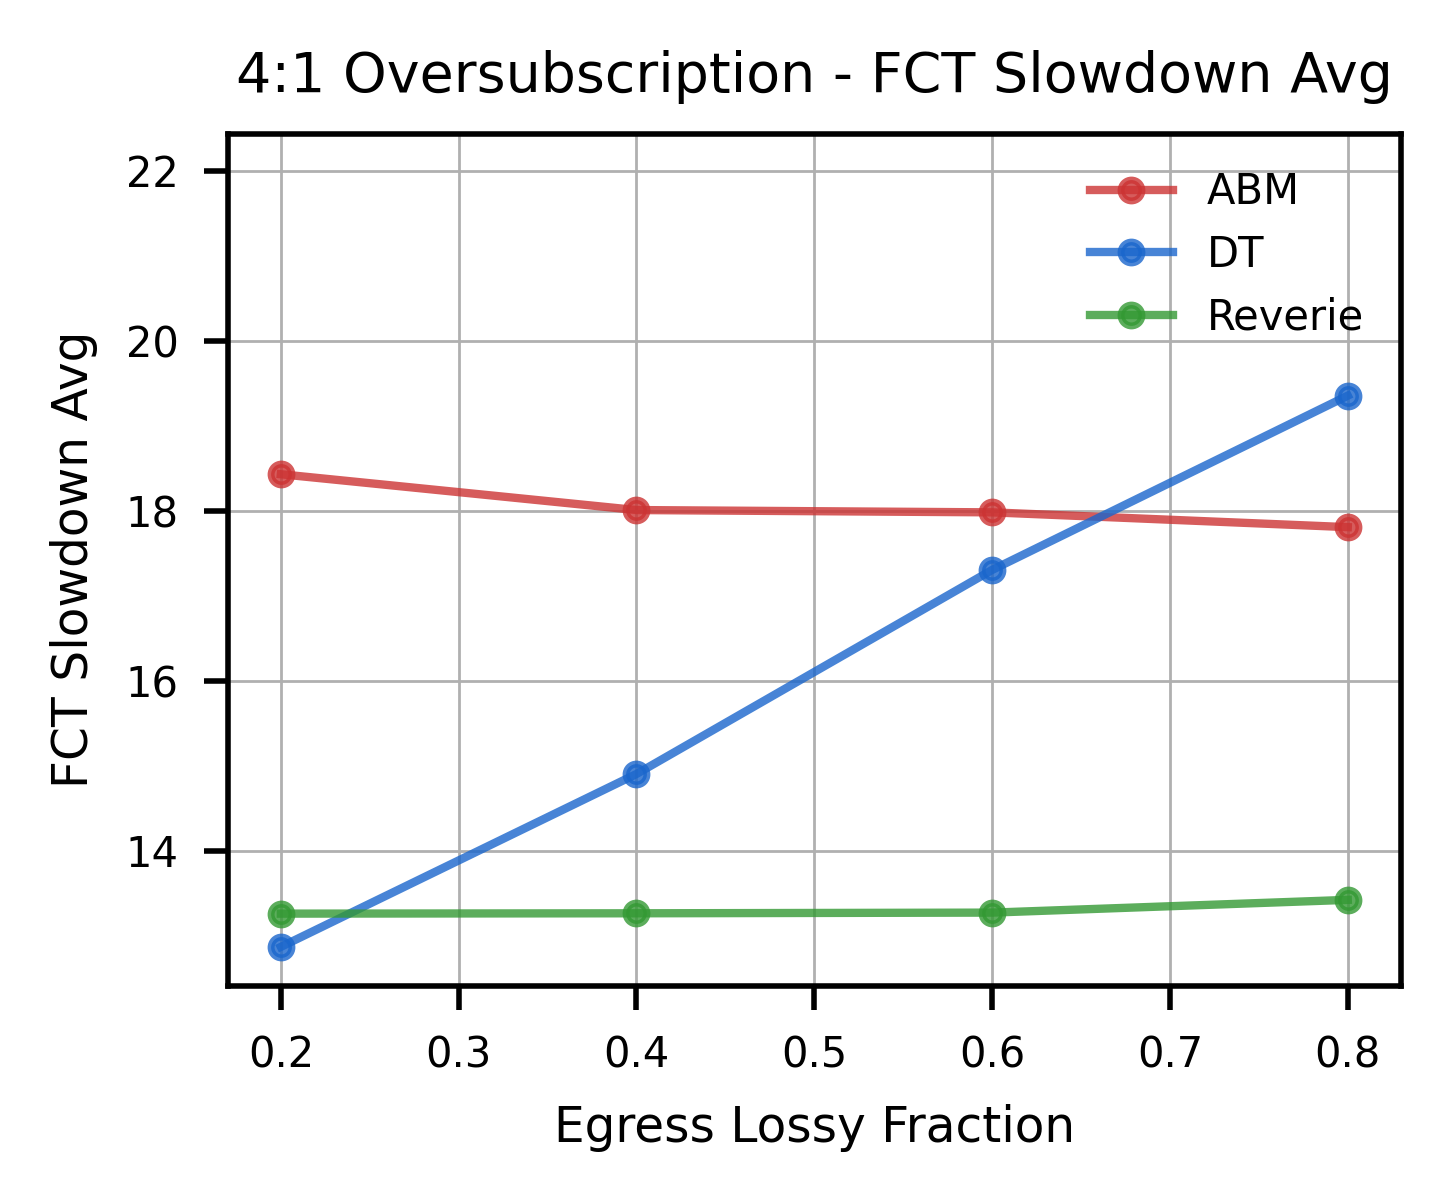 4:1 Oversubscription - FCT Slowdown Avg
22
20
18
16
14
FCT Slowdown Avg
ABM
DT
Reverie
0.2 0.3 0.4 0.5 0.6 0.7 0.8
Egress Lossy Fraction